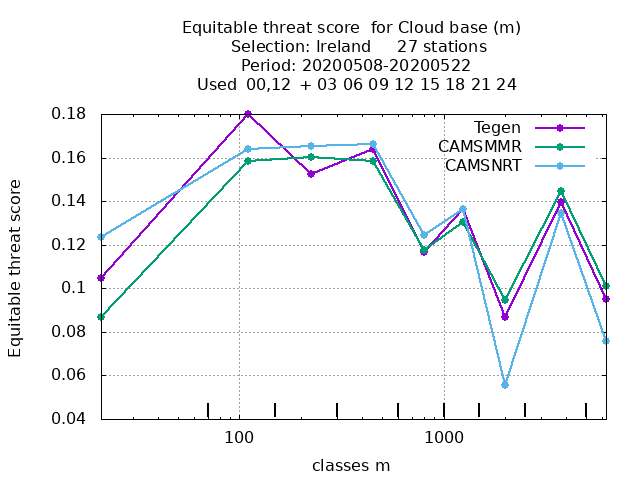 Equitable threat score  for Cloud base (m)
Selection: Ireland     27 stations
Period: 20200508-20200522
Used  00,12  + 03 06 09 12 15 18 21 24
Tegen
CAMSMMR
CAMSNRT
0.18
0.16
0.14
0.12
0.1
0.08
0.06
0.04
Equitable threat score
100
1000
classes m